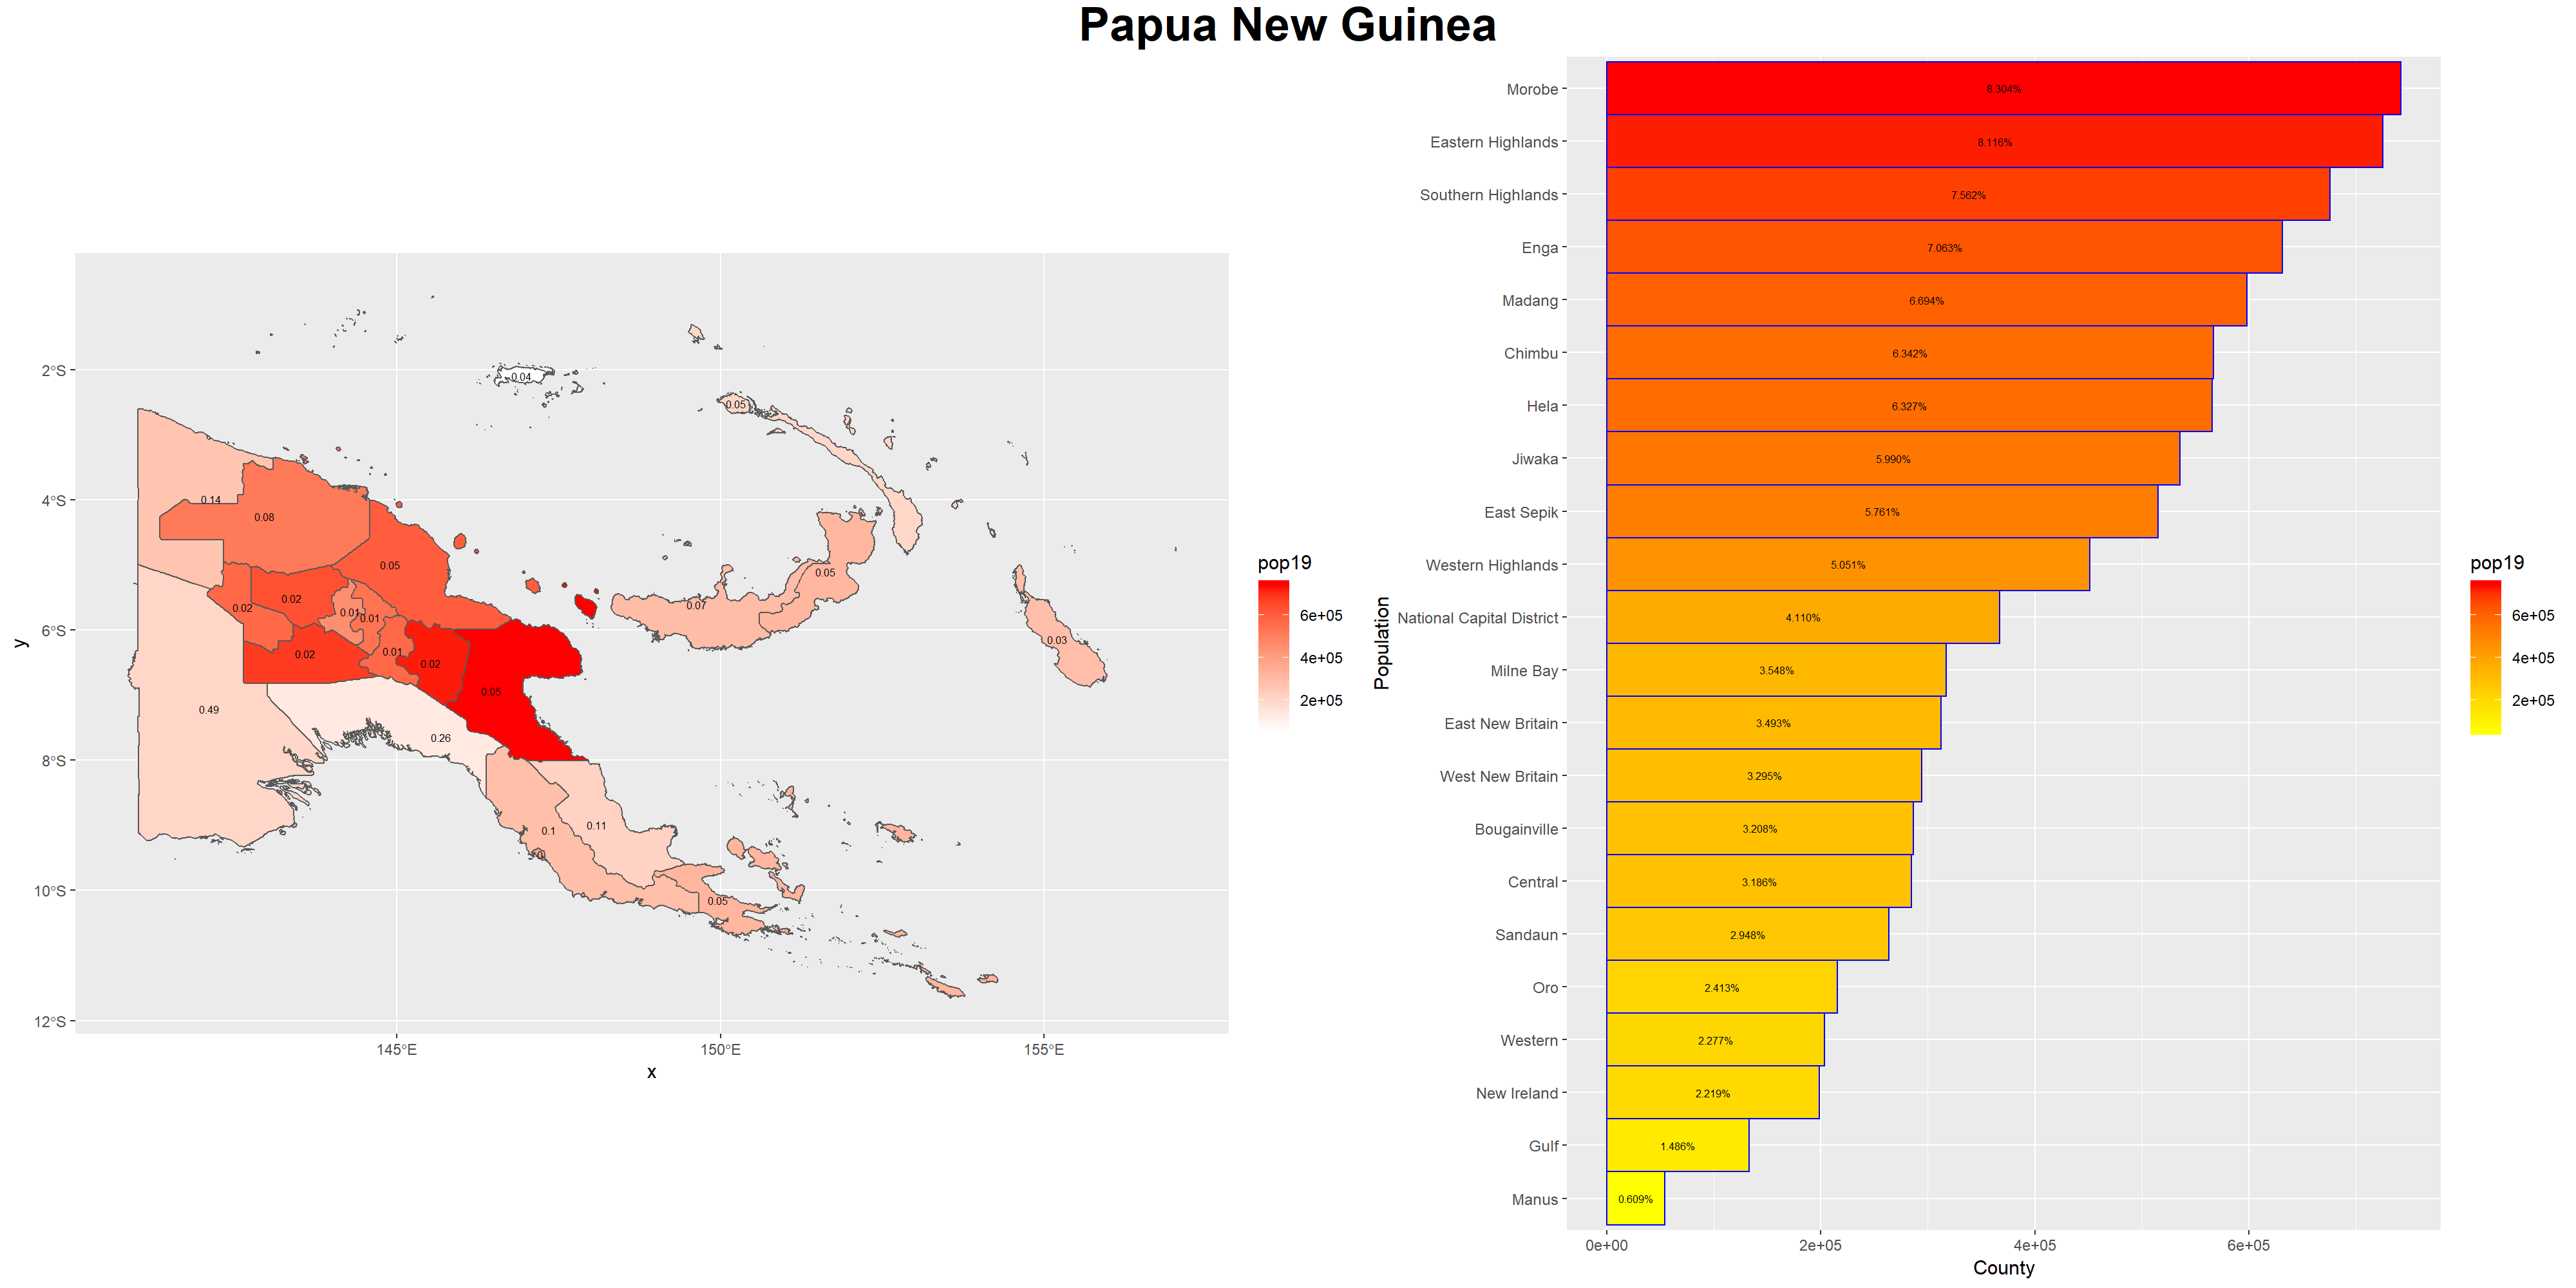 Papua New Guinea
2°S
4°S
6°S
8°S
10°S
12°S
y
145°E
150°E
155°E
x
0.04
0.05
0.14
0.08
0.05
0.05
0.07
0.02
0.02
0.01
0.01
0.03
0.02
0.01
0.02
0.05
0.49
0.26
0.1
0.11
0
0.05
pop19
6e+05
4e+05
2e+05
Population
Morobe
Eastern Highlands
Southern Highlands
Enga
Madang
Chimbu
Hela
Jiwaka
East Sepik
Western Highlands
National Capital District
Milne Bay
East New Britain
West New Britain
Bougainville
Central
Sandaun
Oro
Western
New Ireland
Gulf
Manus
8.304%
8.116%
7.562%
7.063%
6.694%
6.342%
6.327%
5.990%
5.761%
5.051%
4.110%
3.548%
3.493%
3.295%
3.208%
3.186%
2.948%
2.413%
2.277%
2.219%
1.486%
0.609%
0e+00
2e+05
4e+05
6e+05
County
pop19
6e+05
4e+05
2e+05